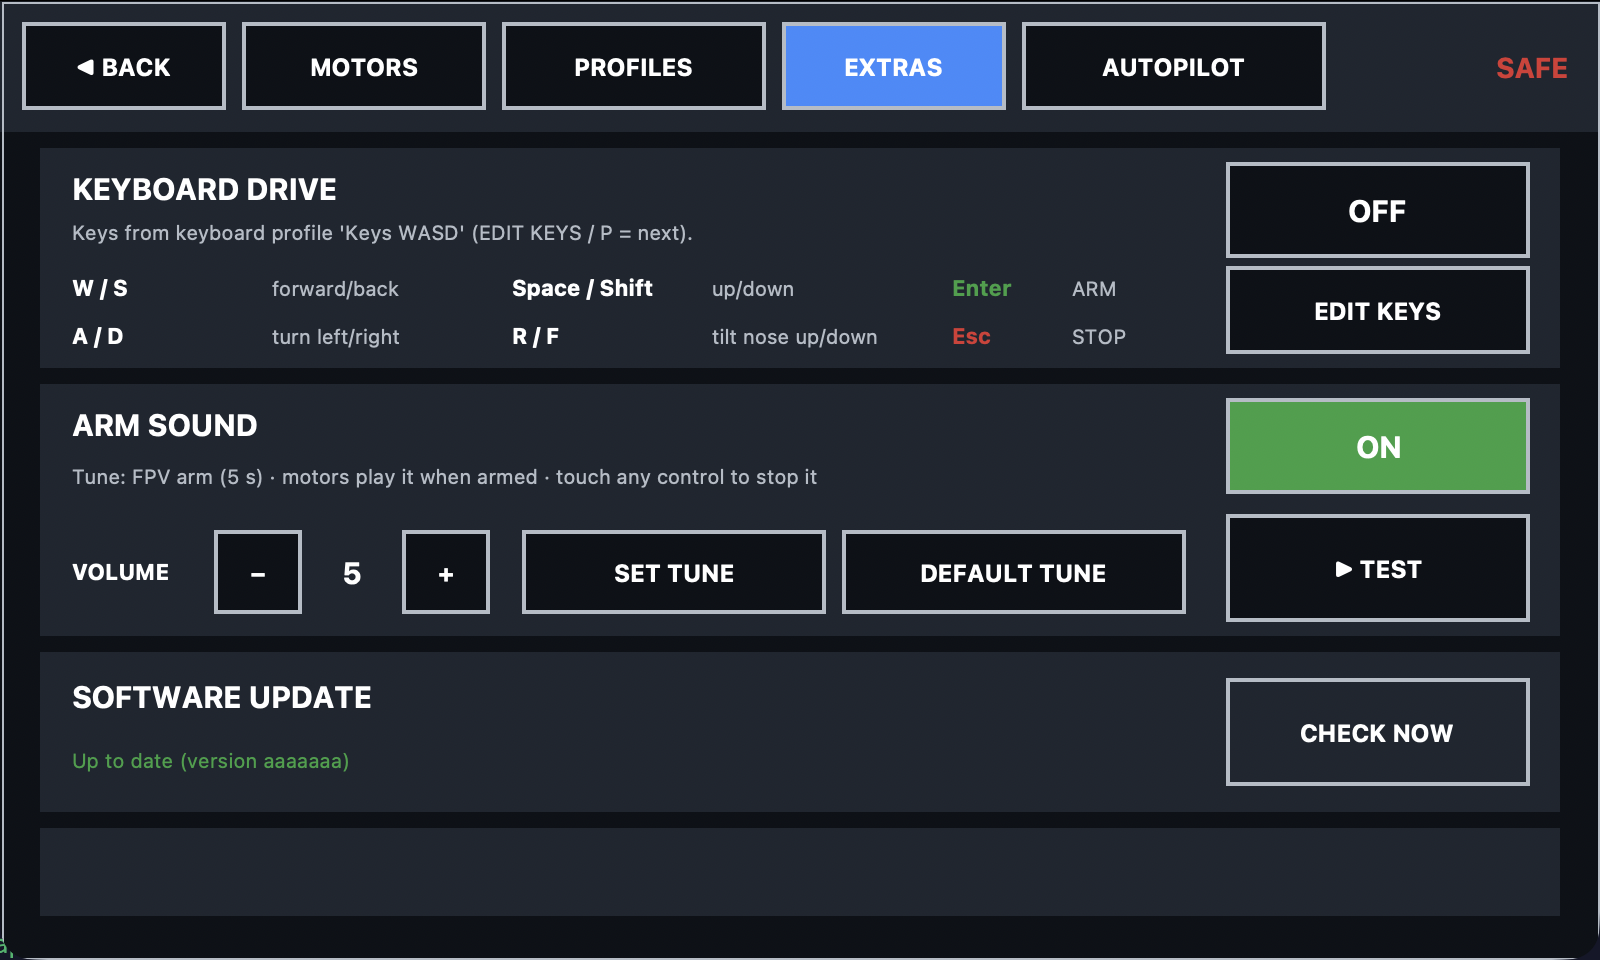 ◀ BACK MOTORS PROFILES EXTRAS AUTOPILOT SAFE
KEYBOARD DRIVE
OFF
Keys from keyboard profile 'Keys WASD' (EDIT KEYS / P = next).
W / S forward/back Space / Shift up/down Enter ARM
EDIT KEYS
A / D turn left/right R / F tilt nose up/down Esc STOP
ARM SOUND
ON
Tune: FPV arm (5 s) · motors play it when armed · touch any control to stop it
VOLUME – 5 + SET TUNE DEFAULT TUNE ▶ TEST
SOFTWARE UPDATE
CHECK NOW
Up to date (version aaaaaaa)